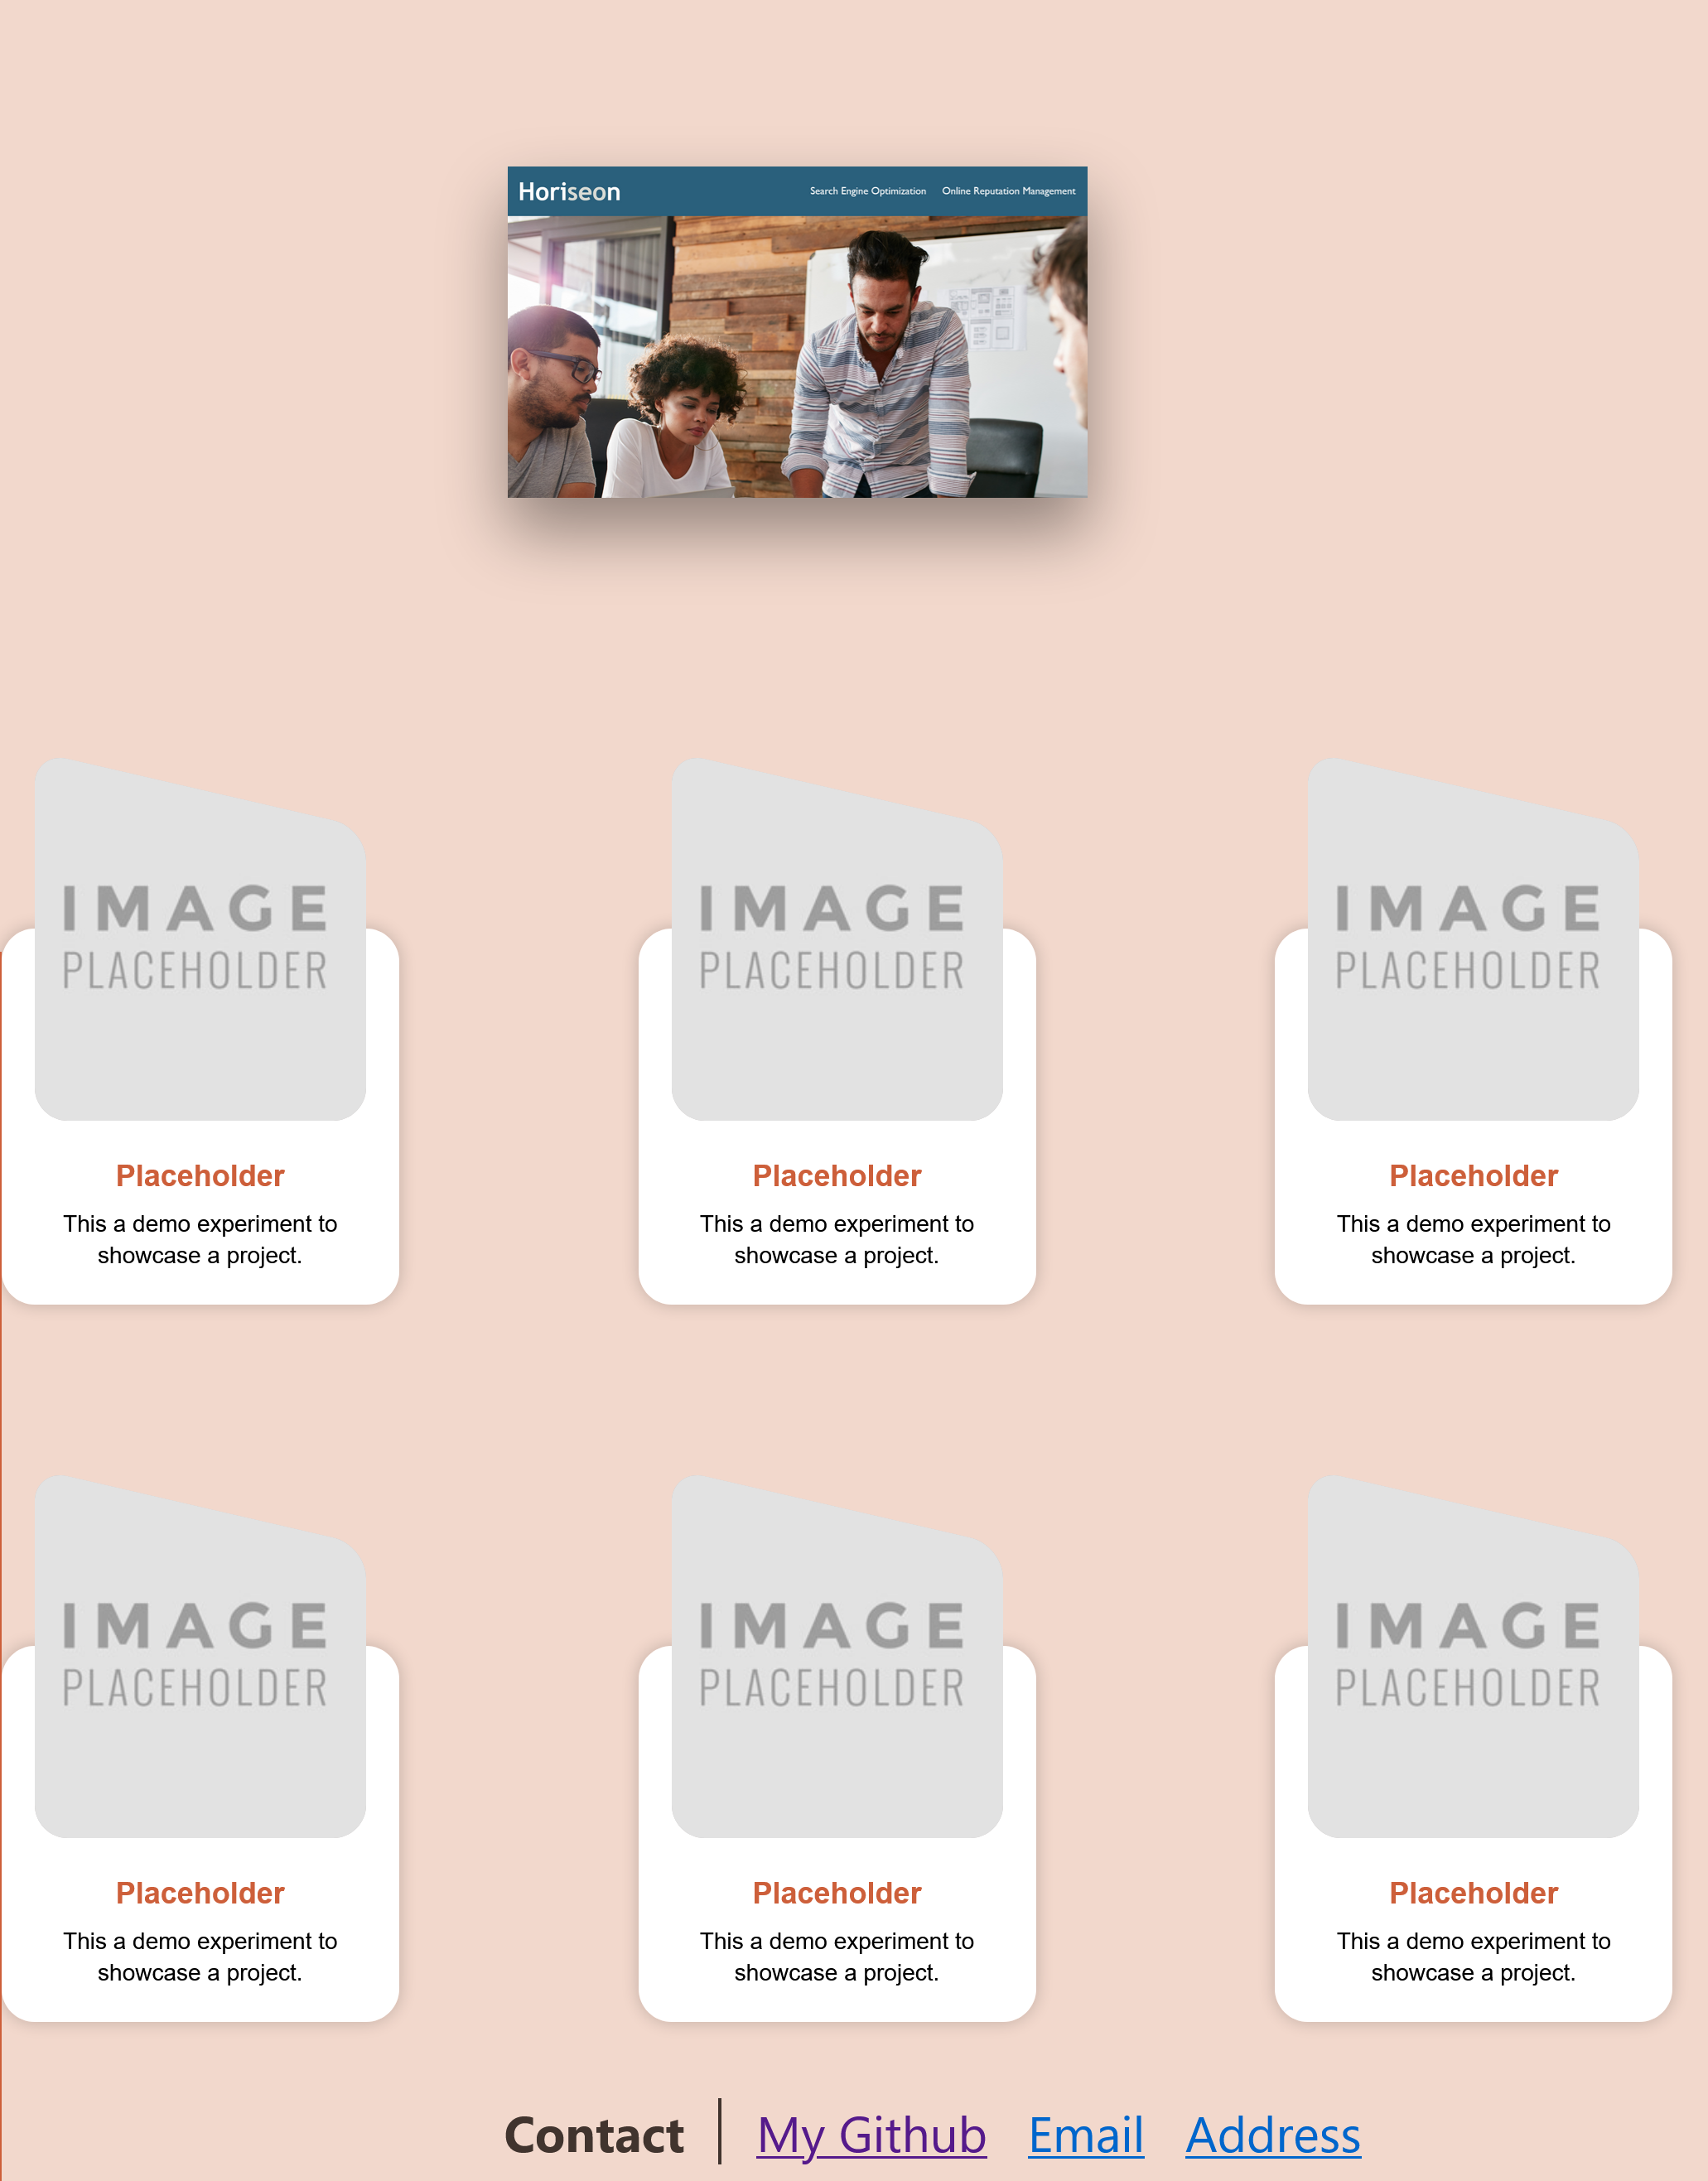 Horiseon
Search Engine Optimization Online Reputation Management
IMAGE
PLACEHOLDER
Placeholder
This a demo experiment to
showcase a project.
IMAGE
PLACEHOLDER
Placeholder
This a demo experiment to
showcase a project.
IMAGE
PLACEHOLDER
Placeholder
This a demo experiment to
showcase a project.
IMAGE
PLACEHOLDER
Placeholder
This a demo experiment to
showcase a project.
IMAGE
PLACEHOLDER
Placeholder
This a demo experiment to
showcase a project.
IMAGE
PLACEHOLDER
Placeholder
This a demo experiment to
showcase a project.
Contact My Github Email Address